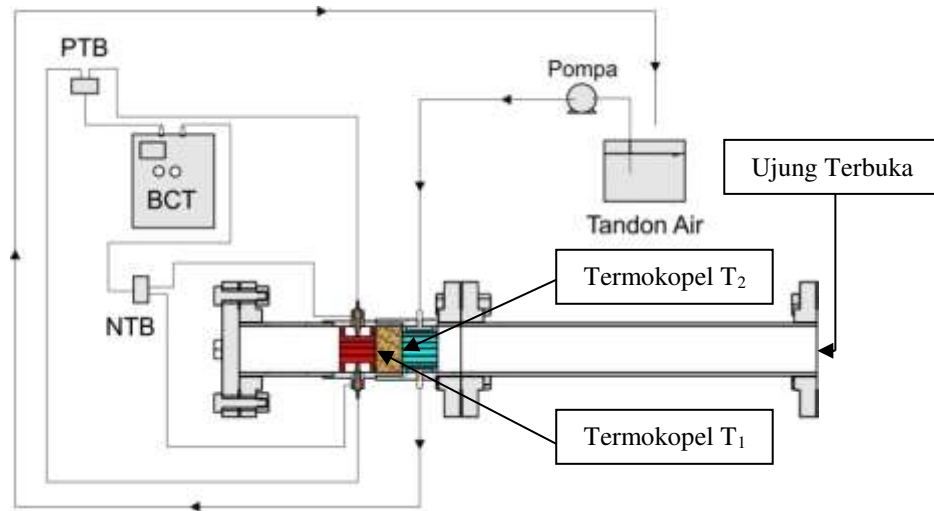 PTB
Pompa
BCT
Ujung Terbuka
Tandon Air
Termokopel T₂
NTB
Termokopel T₁